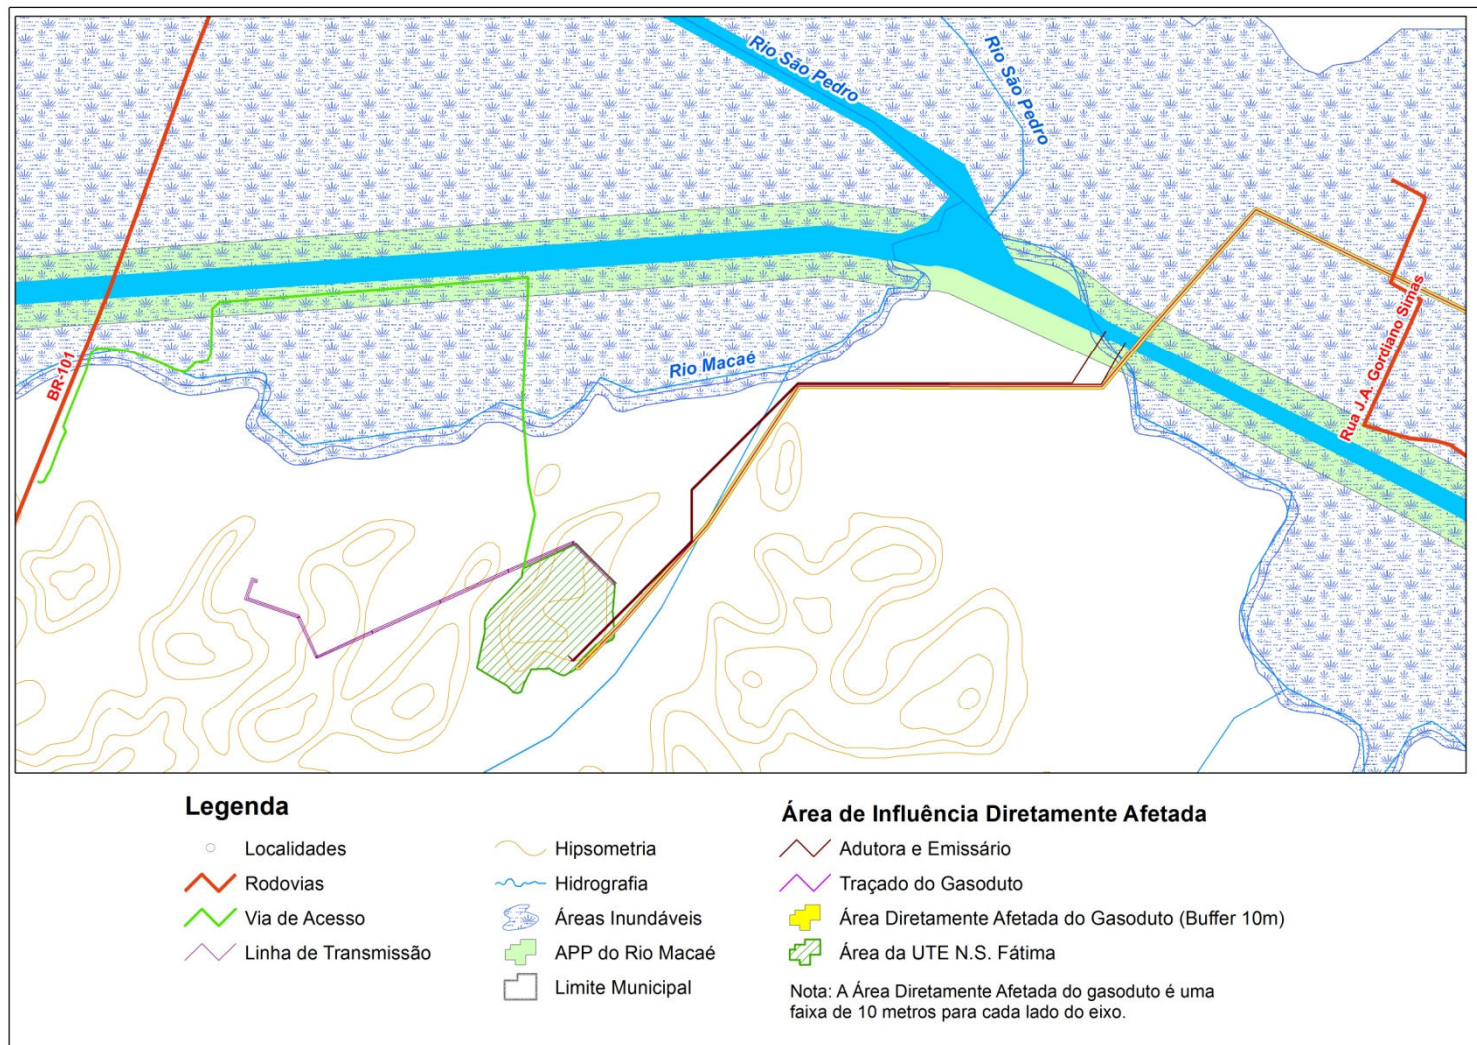 Rio São Pedro
Rio São Pedro
BR-101
Rio Macaé
Rua J.A. Gordiano Simas
Legenda
Localidades
Rodovias
Via de Acesso
Linha de Transmissão
Hipsometria
Hidrografia
Áreas Inundáveis
APP do Rio Macaé
Limite Municipal
Área de Influência Diretamente Afetada
Adutora e Emissário
Traçado do Gasoduto
Área Diretamente Afetada do Gasoduto (Buffer 10m)
Área da UTE N.S. Fátima
Nota: A Área Diretamente Afetada do gasoduto é uma
faixa de 10 metros para cada lado do eixo.